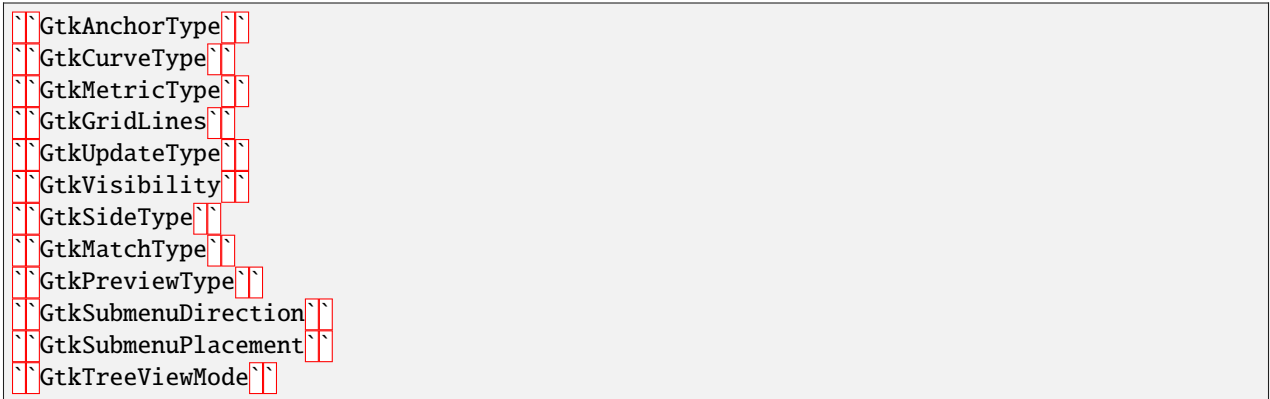 ``GtkAnchorType``
``GtkCurveType``
``GtkMetricType``
``GtkGridLines``
``GtkUpdateType``
``GtkVisibility``
``GtkSideType``
``GtkMatchType``
``GtkPreviewType``
``GtkSubmenuDirection``
``GtkSubmenuPlacement``
``GtkTreeViewMode``